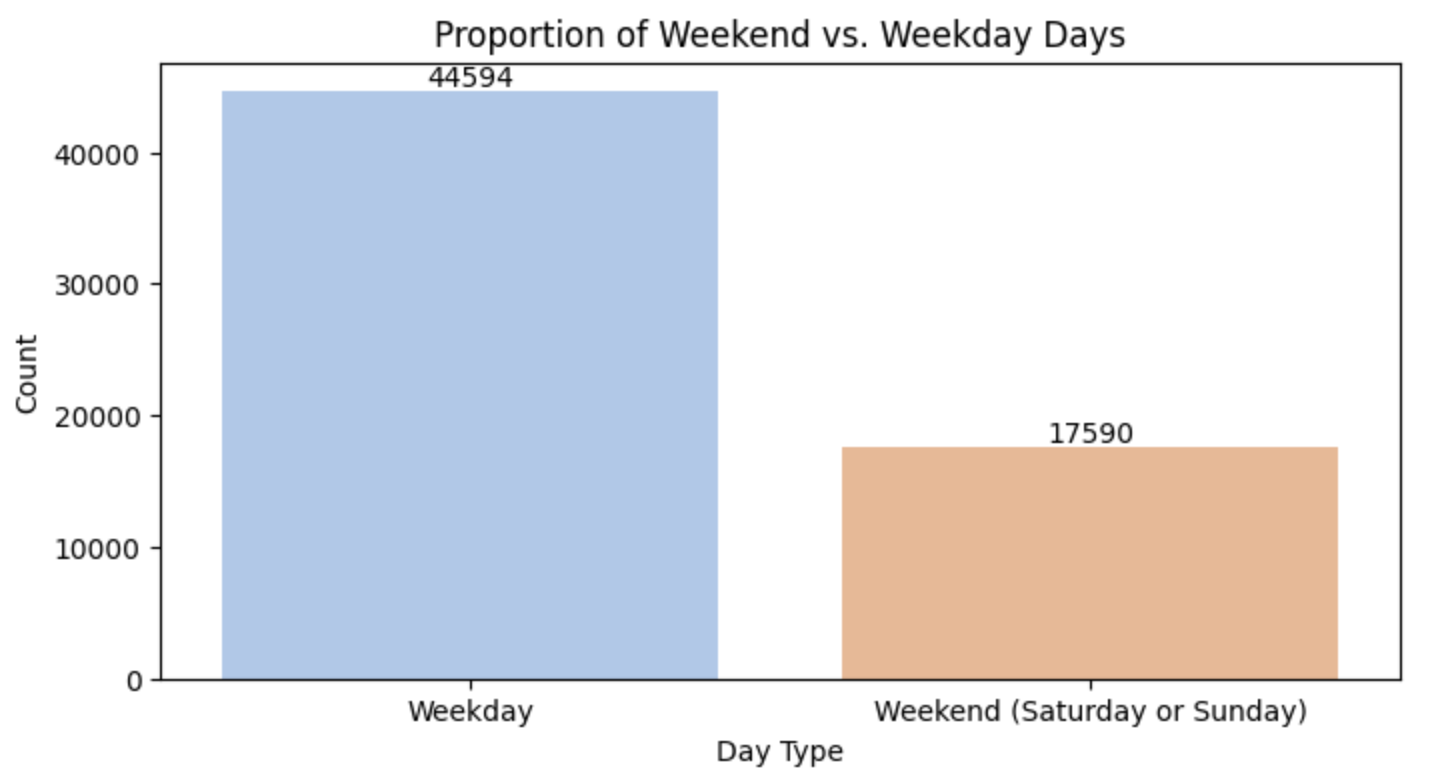 Proportion of Weekend vs. Weekday Days
44594
40000
30000
Count
20000
17590
10000
0
Weekday
Weekend (Saturday or Sunday)
Day Type